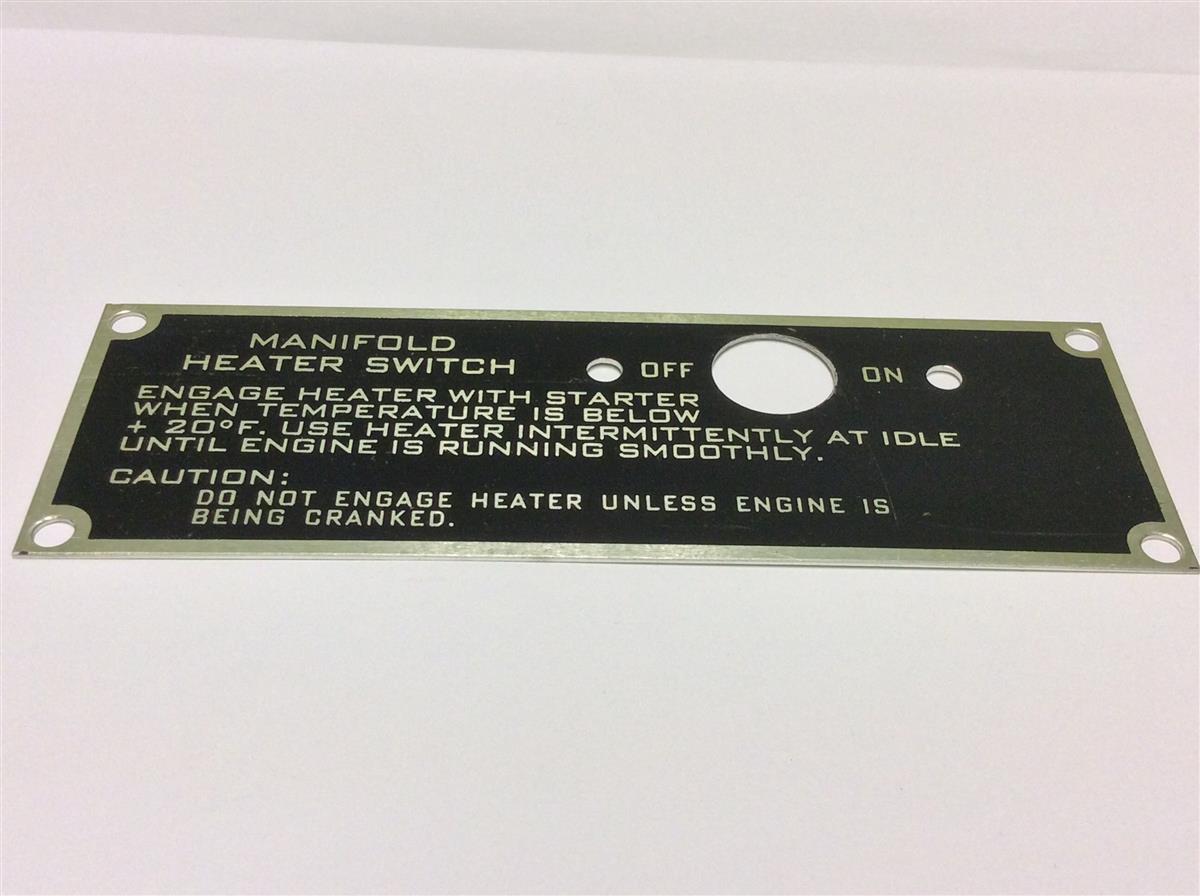 MANIFOLD
HEATER SWITCH
OFF ON
ENGAGE HEATER WITH STARTER
WHEN TEMPERATURE IS BELOW
+ 20°F. USE HEATER INTERMITTENTLY AT IDLE
UNTIL ENGINE IS RUNNING SMOOTHLY.
CAUTION:
DO NOT ENGAGE HEATER UNLESS ENGINE IS
BEING CRANKED.